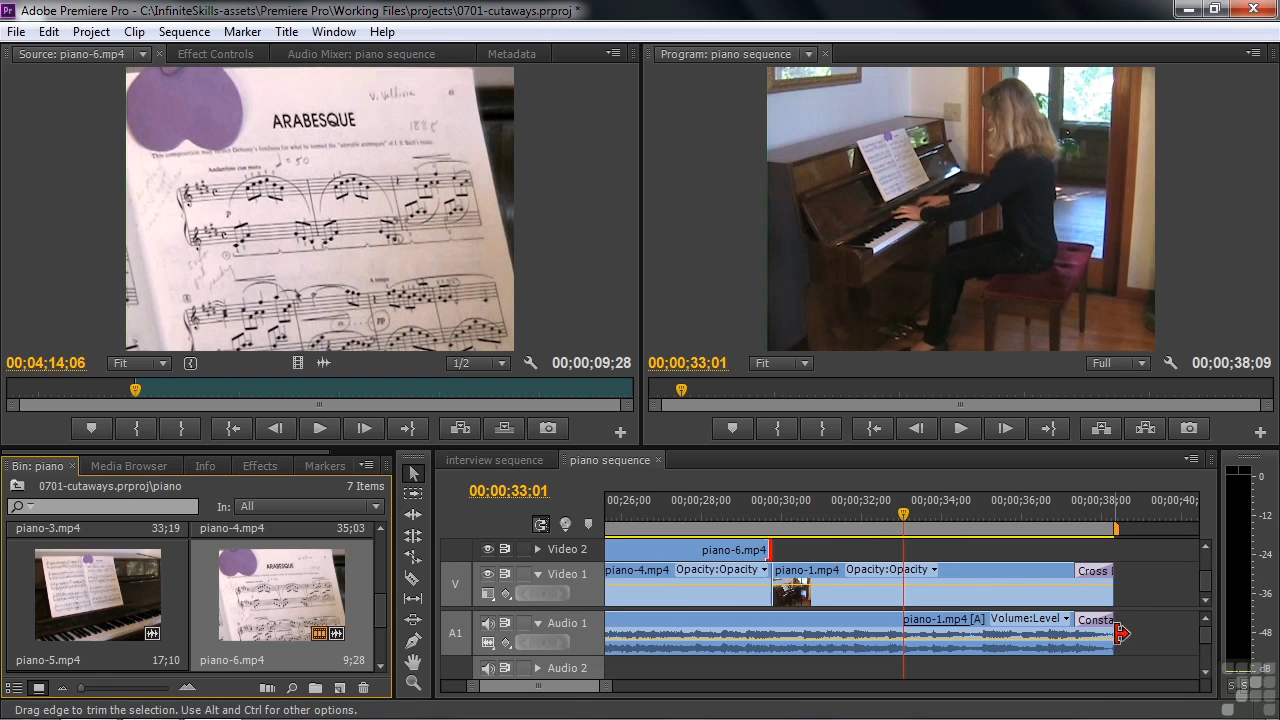 Adobe Premiere Pro - C:\InfiniteSkills-assets\Premiere Pro\Working Files\projects\0701-cutaways.prproj *
File Edit Project Clip Sequence Marker Title Window Help
Source: piano-6.mp4 Effect Controls Audio Mixer: piano sequence Metadata
Program: piano sequence
ARABESQUE
1885
= 50
Andantino con moto
00;04;14;06 Fit 1/2 00;00;09;28
00;00;33;01 Fit Full 00;00;38;09
Bin: piano Media Browser Info Effects Markers
0701-cutaways.prproj\piano 7 Items
In: All
piano-3.mp4 33;19 piano-4.mp4 35;03
piano-5.mp4 17;10 piano-6.mp4 9;28
interview sequence piano sequence
00;00;33;01
00;26;00 00;00;28;00 00;00;30;00 00;00;32;00 00;00;34;00 00;00;36;00 00;00;38;00 00;00;40;
Video 2 piano-6.mp4
V Video 1 piano-4.mp4 Opacity:Opacity piano-1.mp4 Opacity:Opacity Cross
A1 Audio 1 piano-1.mp4 [A] Volume:Level Consta
Audio 2
0
-12
-24
-36
-48
dB
S S
Drag edge to trim the selection. Use Alt and Ctrl for other options.